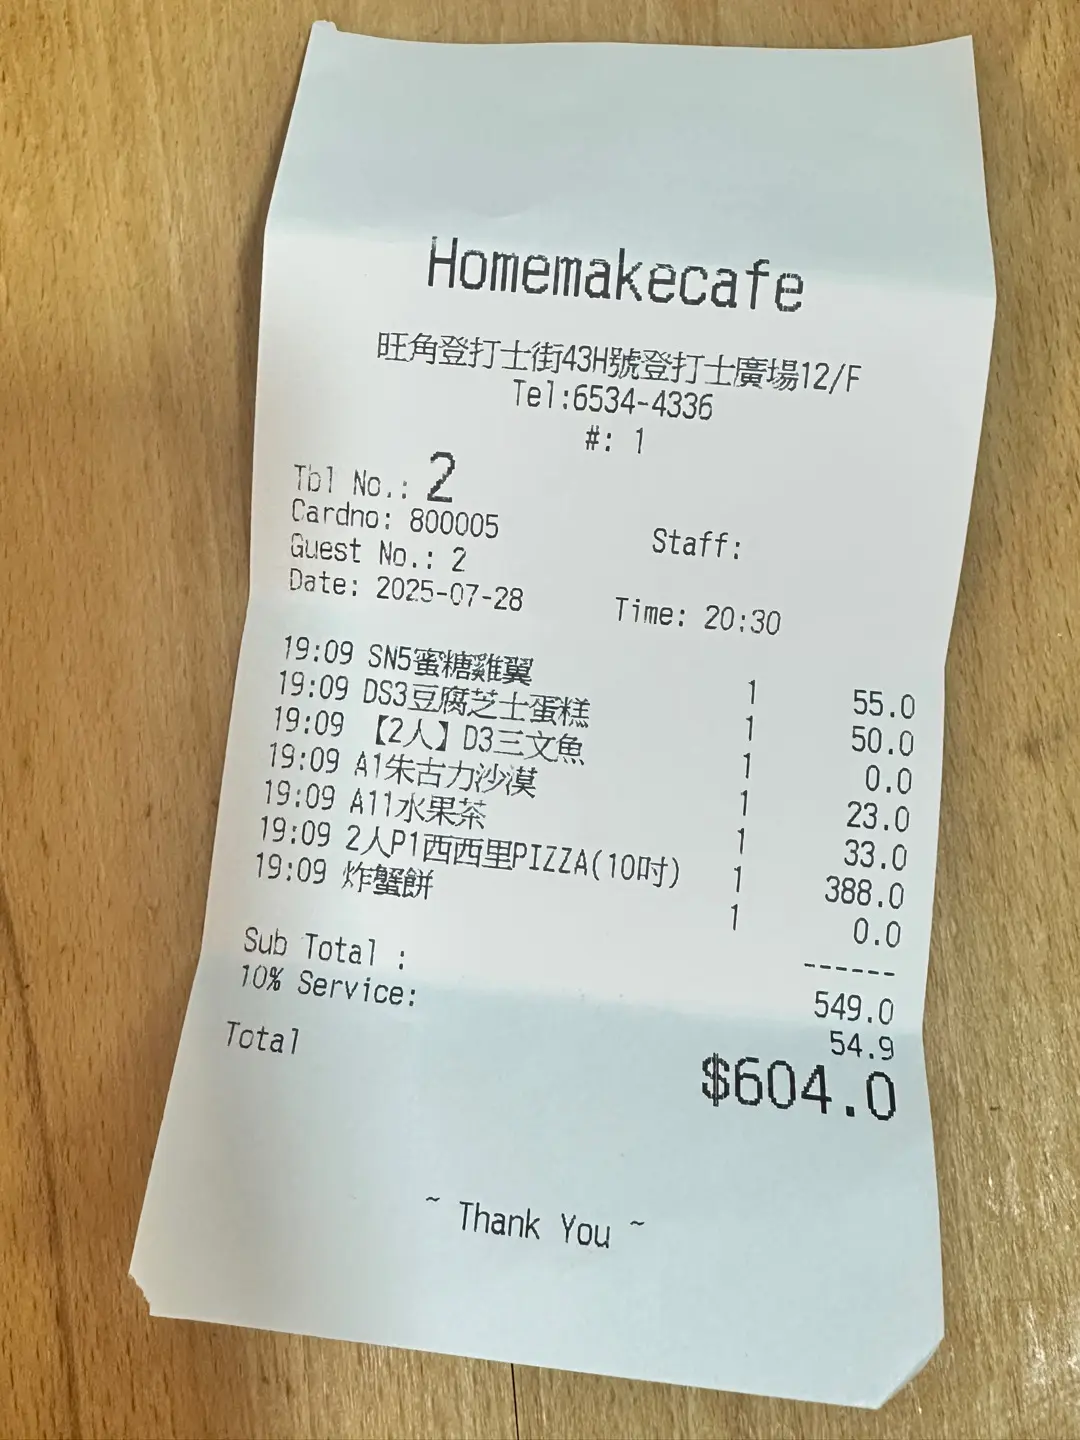 Homemakecafe
旺角登打士街43H號登打士廣場12/F
Tel:6534-4336
#: 1
Tbl No.: 2
Cardno: 800005 Staff:
Guest No.: 2
Date: 2025-07-28 Time: 20:30
19:09 SN5蜜糖雞翼 1 55.0
19:09 DS3豆腐芝士蛋糕 1 50.0
19:09 【2人】D3三文魚 1 0.0
19:09 A1朱古力沙漠 1 23.0
19:09 A11水果茶 1 33.0
19:09 2人P1西西里PIZZA(10吋) 1 388.0
19:09 炸蟹餅 1 0.0
------
Sub Total : 549.0
10% Service: 54.9
Total $604.0
~ Thank You ~